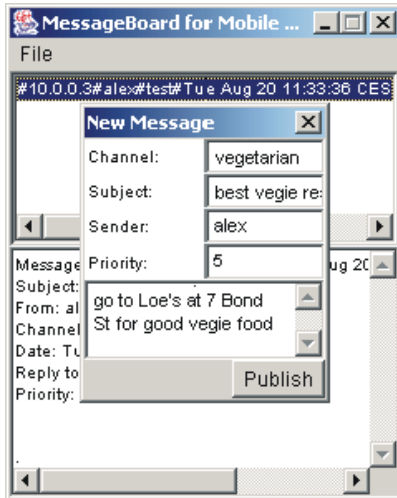 MessageBoard for Mobile ...
File
#10.0.0.3#alex#test#Tue Aug 20 11:33:36 CES
New Message
Channel: vegetarian
Subject: best vegie re
Sender: alex
Priority: 5
go to Loe's at 7 Bond
St for good vegie food
Publish
Message ug 20
Subject:
From: al
Channel
Date: Tu
Reply to
Priority:
.